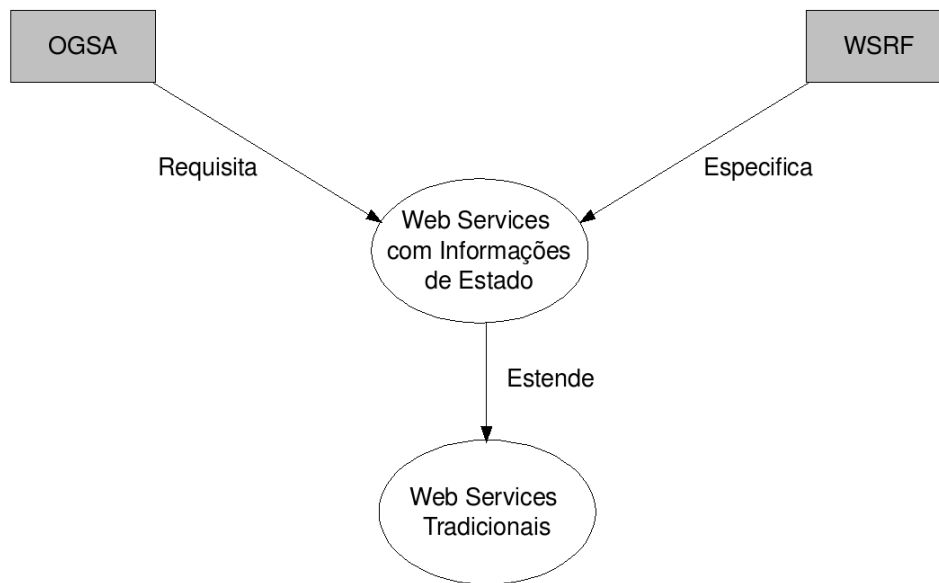 OGSA
WSRF
Requisita
Especifica
Web Services
com Informações
de Estado
Estende
Web Services
Tradicionais